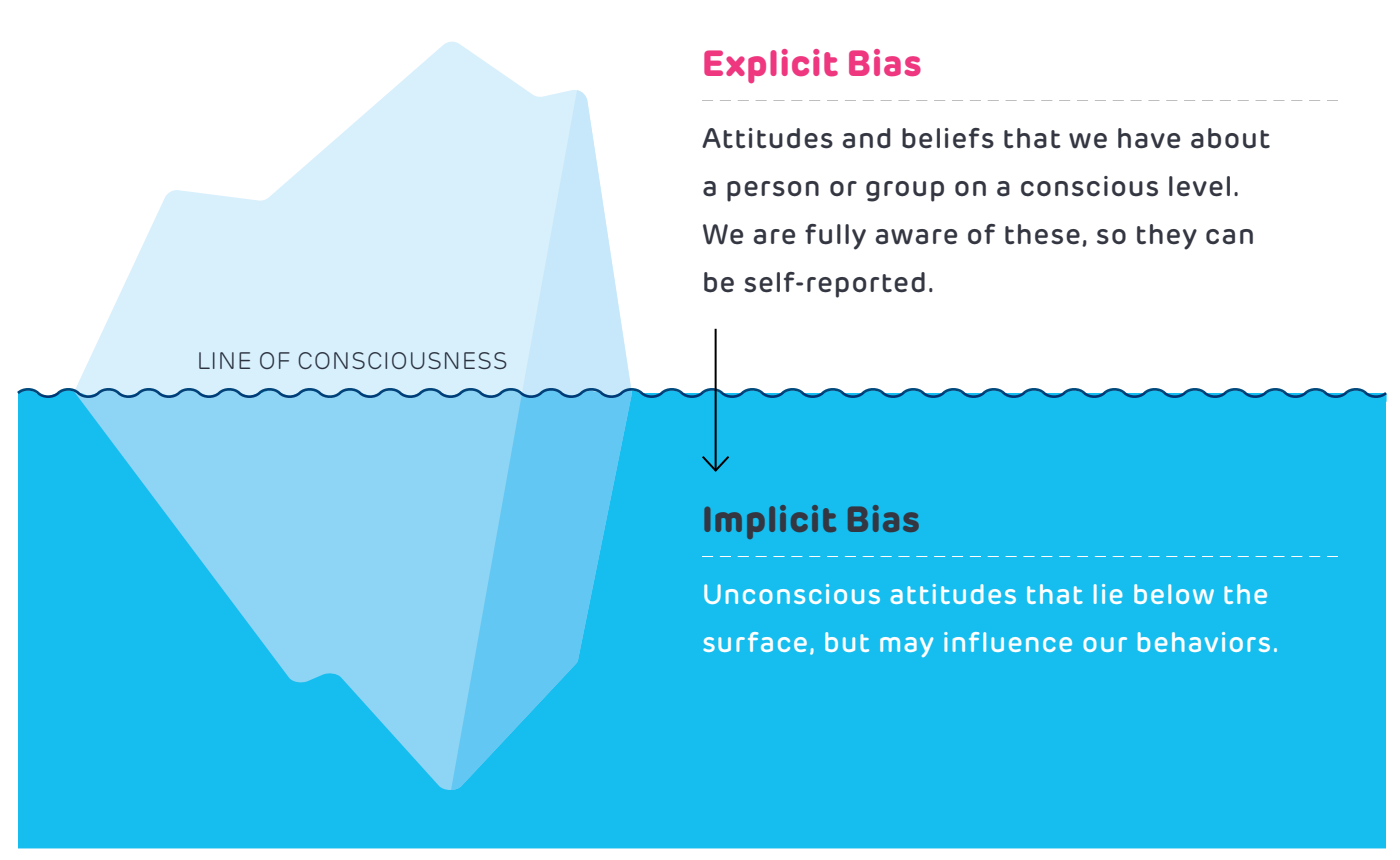 Explicit Bias
Attitudes and beliefs that we have about
a person or group on a conscious level.
We are fully aware of these, so they can
be self-reported.
LINE OF CONSCIOUSNESS
Implicit Bias
Unconscious attitudes that lie below the
surface, but may influence our behaviors.